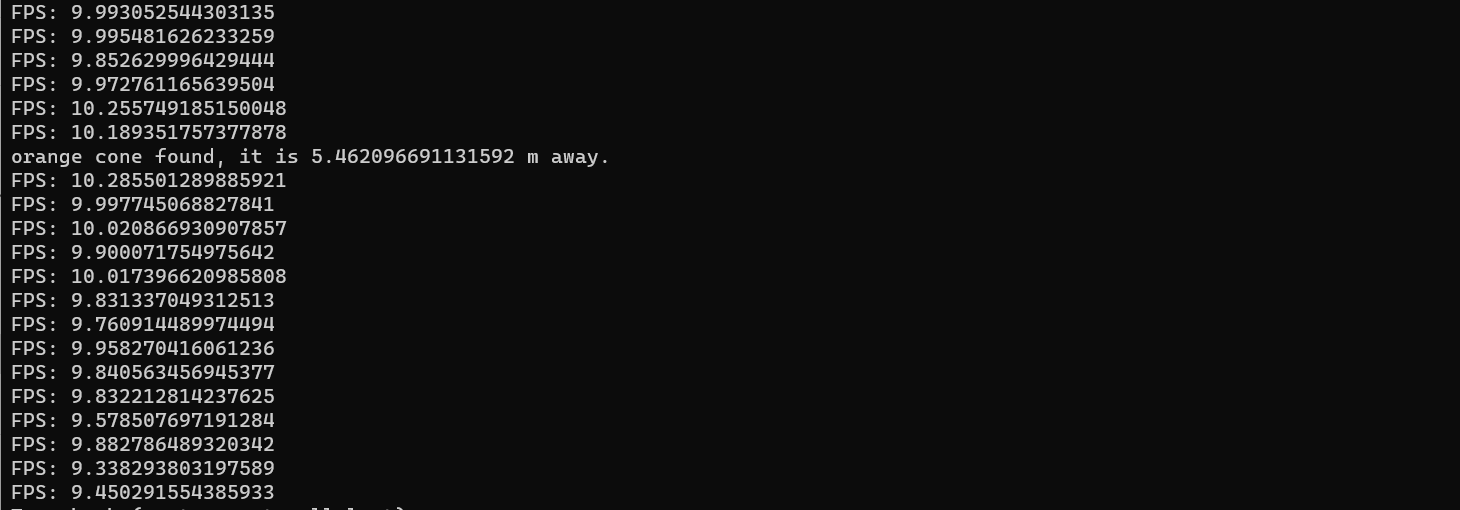 FPS: 9.993052544303135
FPS: 9.995481626233259
FPS: 9.852629996429444
FPS: 9.972761165639504
FPS: 10.255749185150048
FPS: 10.189351757377878
orange cone found, it is 5.462096691131592 m away.
FPS: 10.285501289885921
FPS: 9.997745068827841
FPS: 10.020866930907857
FPS: 9.900071754975642
FPS: 10.017396620985808
FPS: 9.831337049312513
FPS: 9.760914489974494
FPS: 9.958270416061236
FPS: 9.840563456945377
FPS: 9.832212814237625
FPS: 9.578507697191284
FPS: 9.882786489320342
FPS: 9.338293803197589
FPS: 9.450291554385933